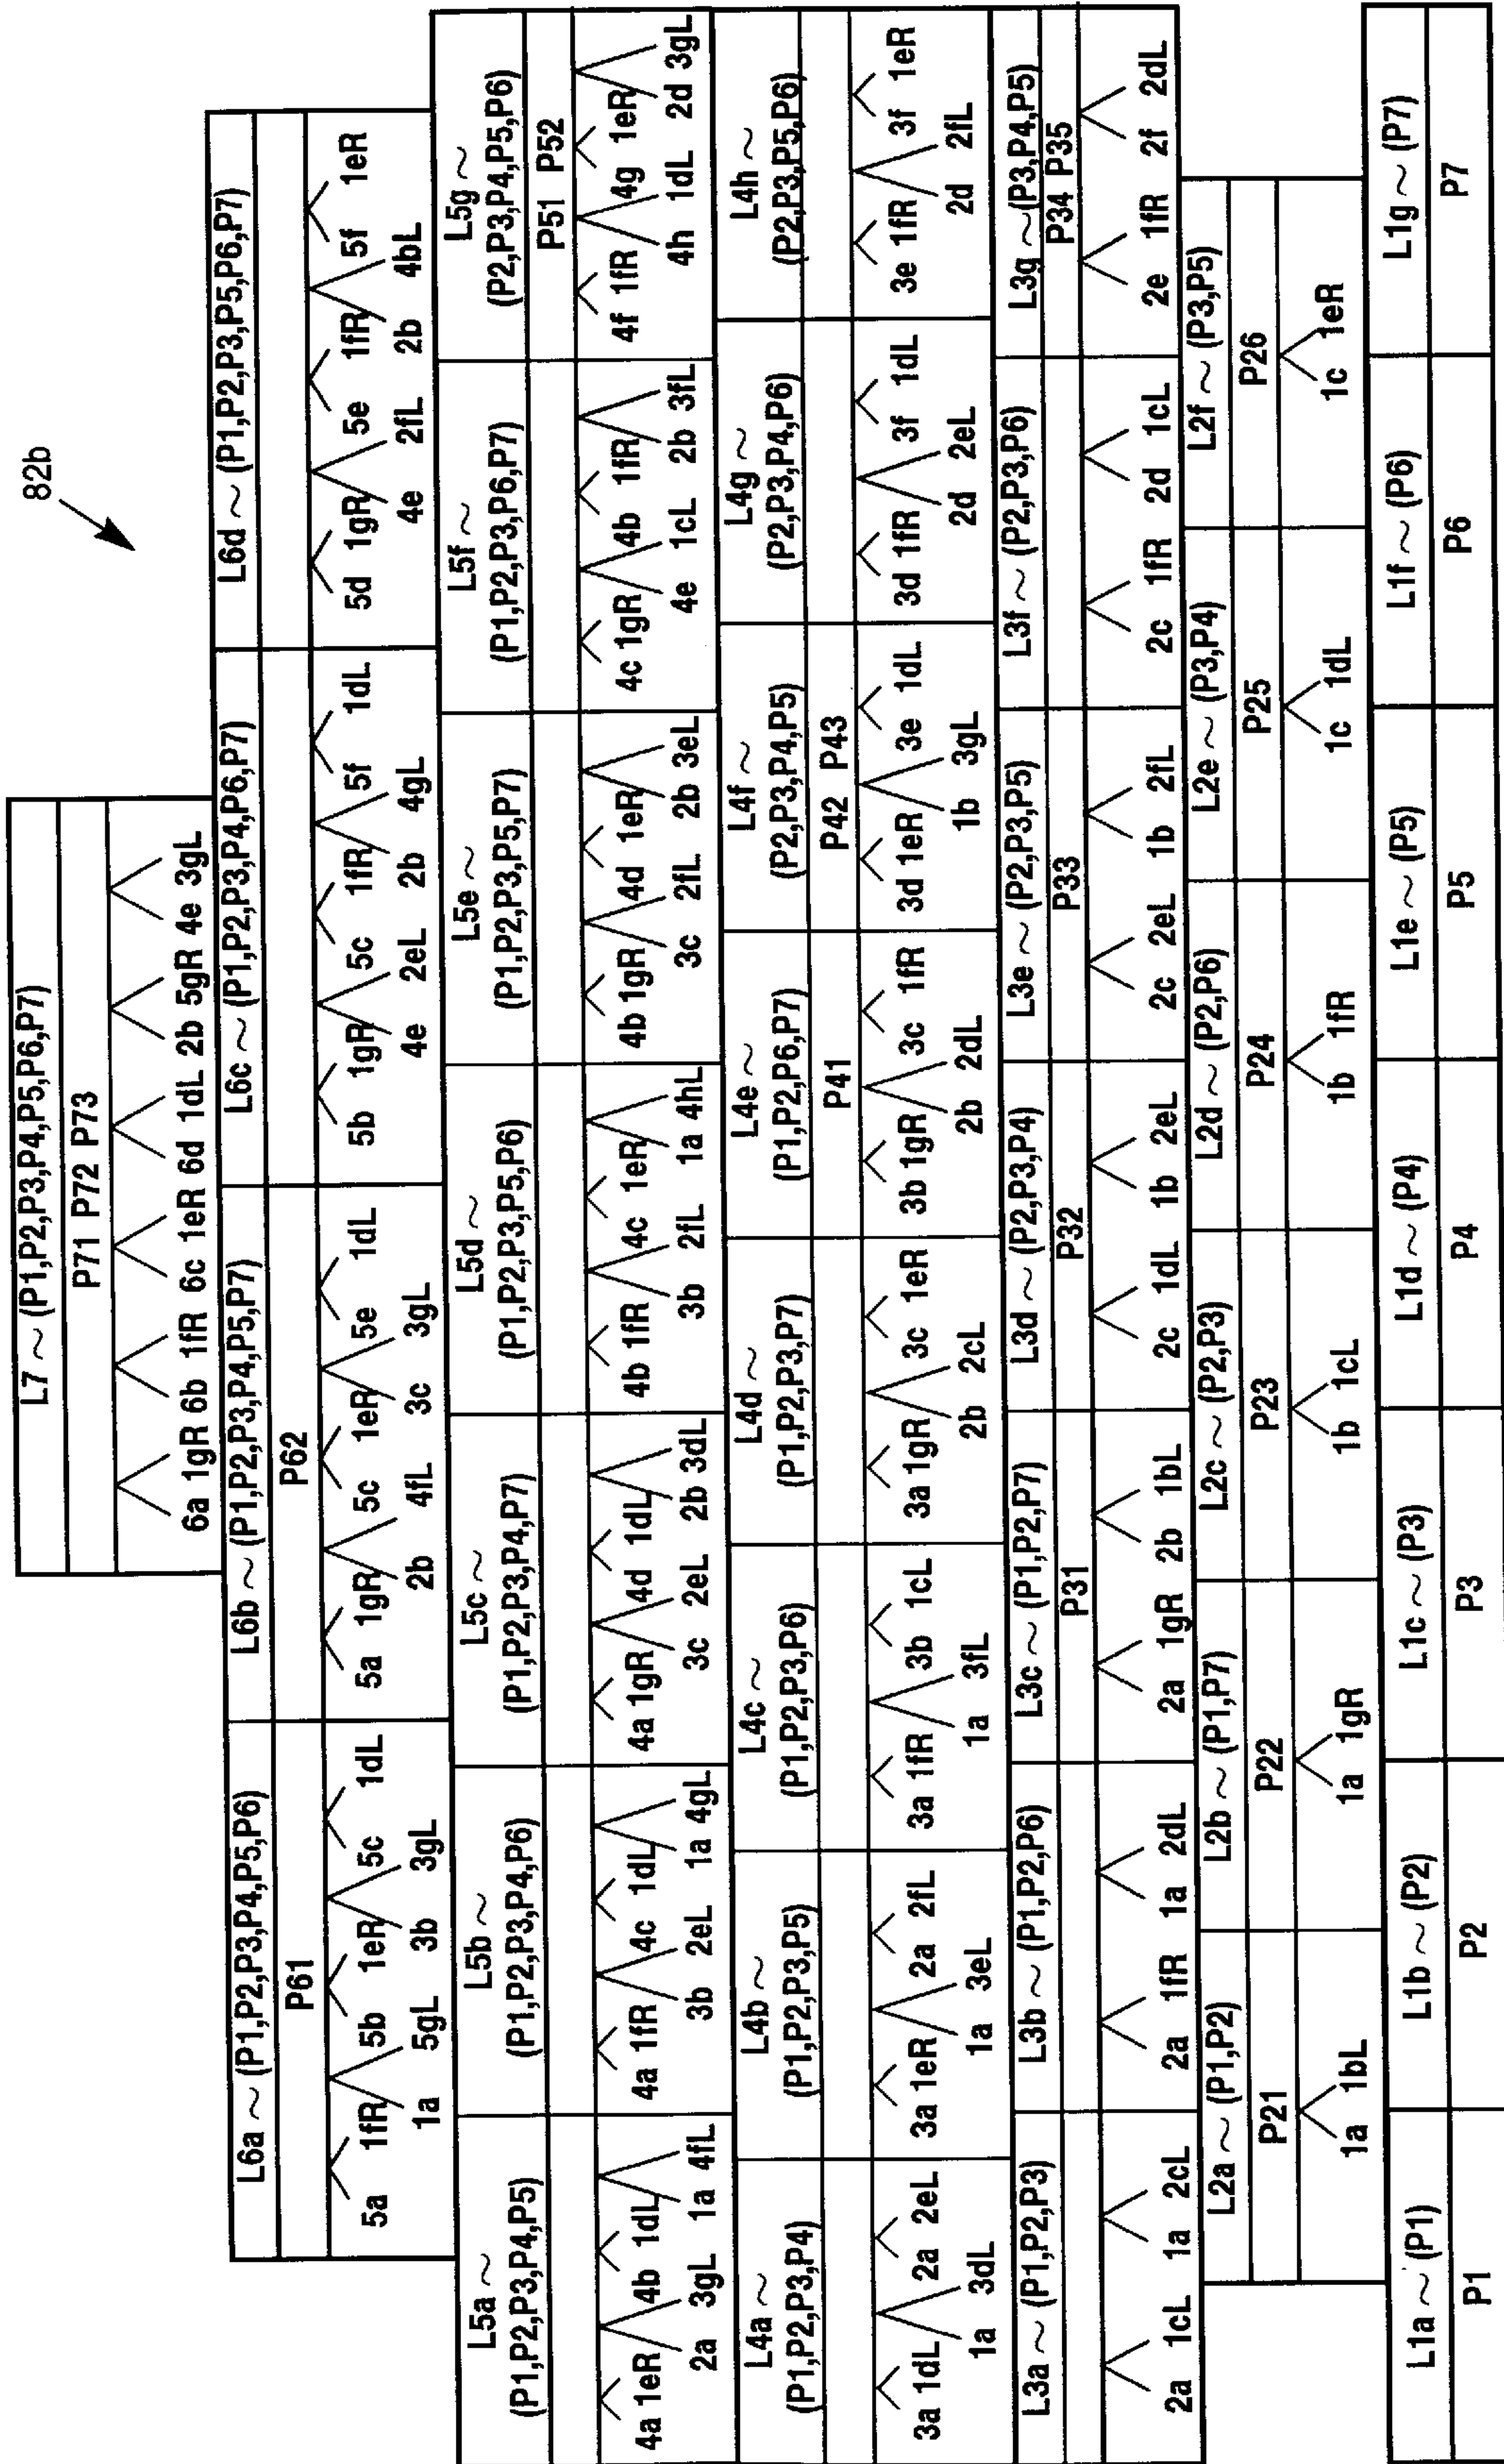 82b
L7 ~ (P1,P2,P3,P4,P5,P6,P7)
P71 P72 P73
6a 1gR 6b 1fR 6c 1eR 6d 1dL 2b 5gR 4e 3gL
L6a ~ (P1,P2,P3,P4,P5,P6)
P61
5a 1fR 5b 1eR 5c 1dL
1a 5gL 3b 3gL
L6b ~ (P1,P2,P3,P4,P5,P7)
P62
5a 1gR 5c 1eR 5e 1dL
2b 4fL 3c 3gL
L6c ~ (P1,P2,P3,P4,P6,P7)
5b 1gR 5c 1fR 5f 1dL
4e 2eL 2b 4gL
L6d ~ (P1,P2,P3,P5,P6,P7)
5d 1gR 5e 1fR 5f 1eR
4e 2fL 2b 4bL
L5a ~
(P1,P2,P3,P4,P5)
4a 1eR 4b 1dL
2a 3gL 1a 4fL
L5b ~
(P1,P2,P3,P4,P6)
4a 1fR 4c 1dL
3b 2eL 1a 4gL
L5c ~
(P1,P2,P3,P4,P7)
4a 1gR 4d 1dL
3c 2eL 2b 3dL
L5d ~
(P1,P2,P3,P5,P6)
4b 1fR 4c 1eR
3b 2fL 1a 4hL
L5e ~
(P1,P2,P3,P5,P7)
4b 1gR 4d 1eR
3c 2fL 2b 3eL
L5f ~
(P1,P2,P3,P6,P7)
4c 1gR 4b 1fR
4e 1cL 2b 3fL
L5g ~
(P2,P3,P4,P5,P6)
P51 P52
4f 1fR 4g 1eR
4h 1dL 2d 3gL
L4a ~
(P1,P2,P3,P4)
3a 1dL 2a 2eL
1a 3dL
L4b ~
(P1,P2,P3,P5)
3a 1eR 2a 2fL
1a 3eL
L4c ~
(P1,P2,P3,P6)
3a 1fR 3b 1cL
1a 3fL
L4d ~
(P1,P2,P3,P7)
3a 1gR 3c 1eR
2b 2cL
L4e ~
(P1,P2,P6,P7)
P41
3b 1gR 3c 1fR
2b 2dL
L4f ~
(P2,P3,P4,P5)
P42 P43
3d 1eR 3e 1dL
1b 3gL
L4g ~
(P2,P3,P4,P6)
3d 1fR 3f 1dL
2d 2eL
L4h ~
(P2,P3,P5,P6)
3e 1fR 3f 1eR
2d 2fL
L3a ~ (P1,P2,P3)
2a 1cL 1a 2cL
L3b ~ (P1,P2,P6)
2a 1fR 1a 2dL
L3c ~ (P1,P2,P7)
P31
2a 1gR 2b 1bL
L3d ~ (P2,P3,P4)
P32
2c 1dL 1b 2eL
L3e ~ (P2,P3,P5)
P33
2c 2eL 1b 2fL
L3f ~ (P2,P3,P6)
2c 1fR 2d 1cL
L3g ~ (P3,P4,P5)
P34 P35
2e 1fR 2f 2dL
L2a ~ (P1,P2)
P21
1a 1bL
L2b ~ (P1,P7)
P22
1a 1gR
L2c ~ (P2,P3)
P23
1b 1cL
L2d ~ (P2,P6)
P24
1b 1fR
L2e ~ (P3,P4)
P25
1c 1dL
L2f ~ (P3,P5)
P26
1c 1eR
L1a ~ (P1)
P1
L1b ~ (P2)
P2
L1c ~ (P3)
P3
L1d ~ (P4)
P4
L1e ~ (P5)
P5
L1f ~ (P6)
P6
L1g ~ (P7)
P7